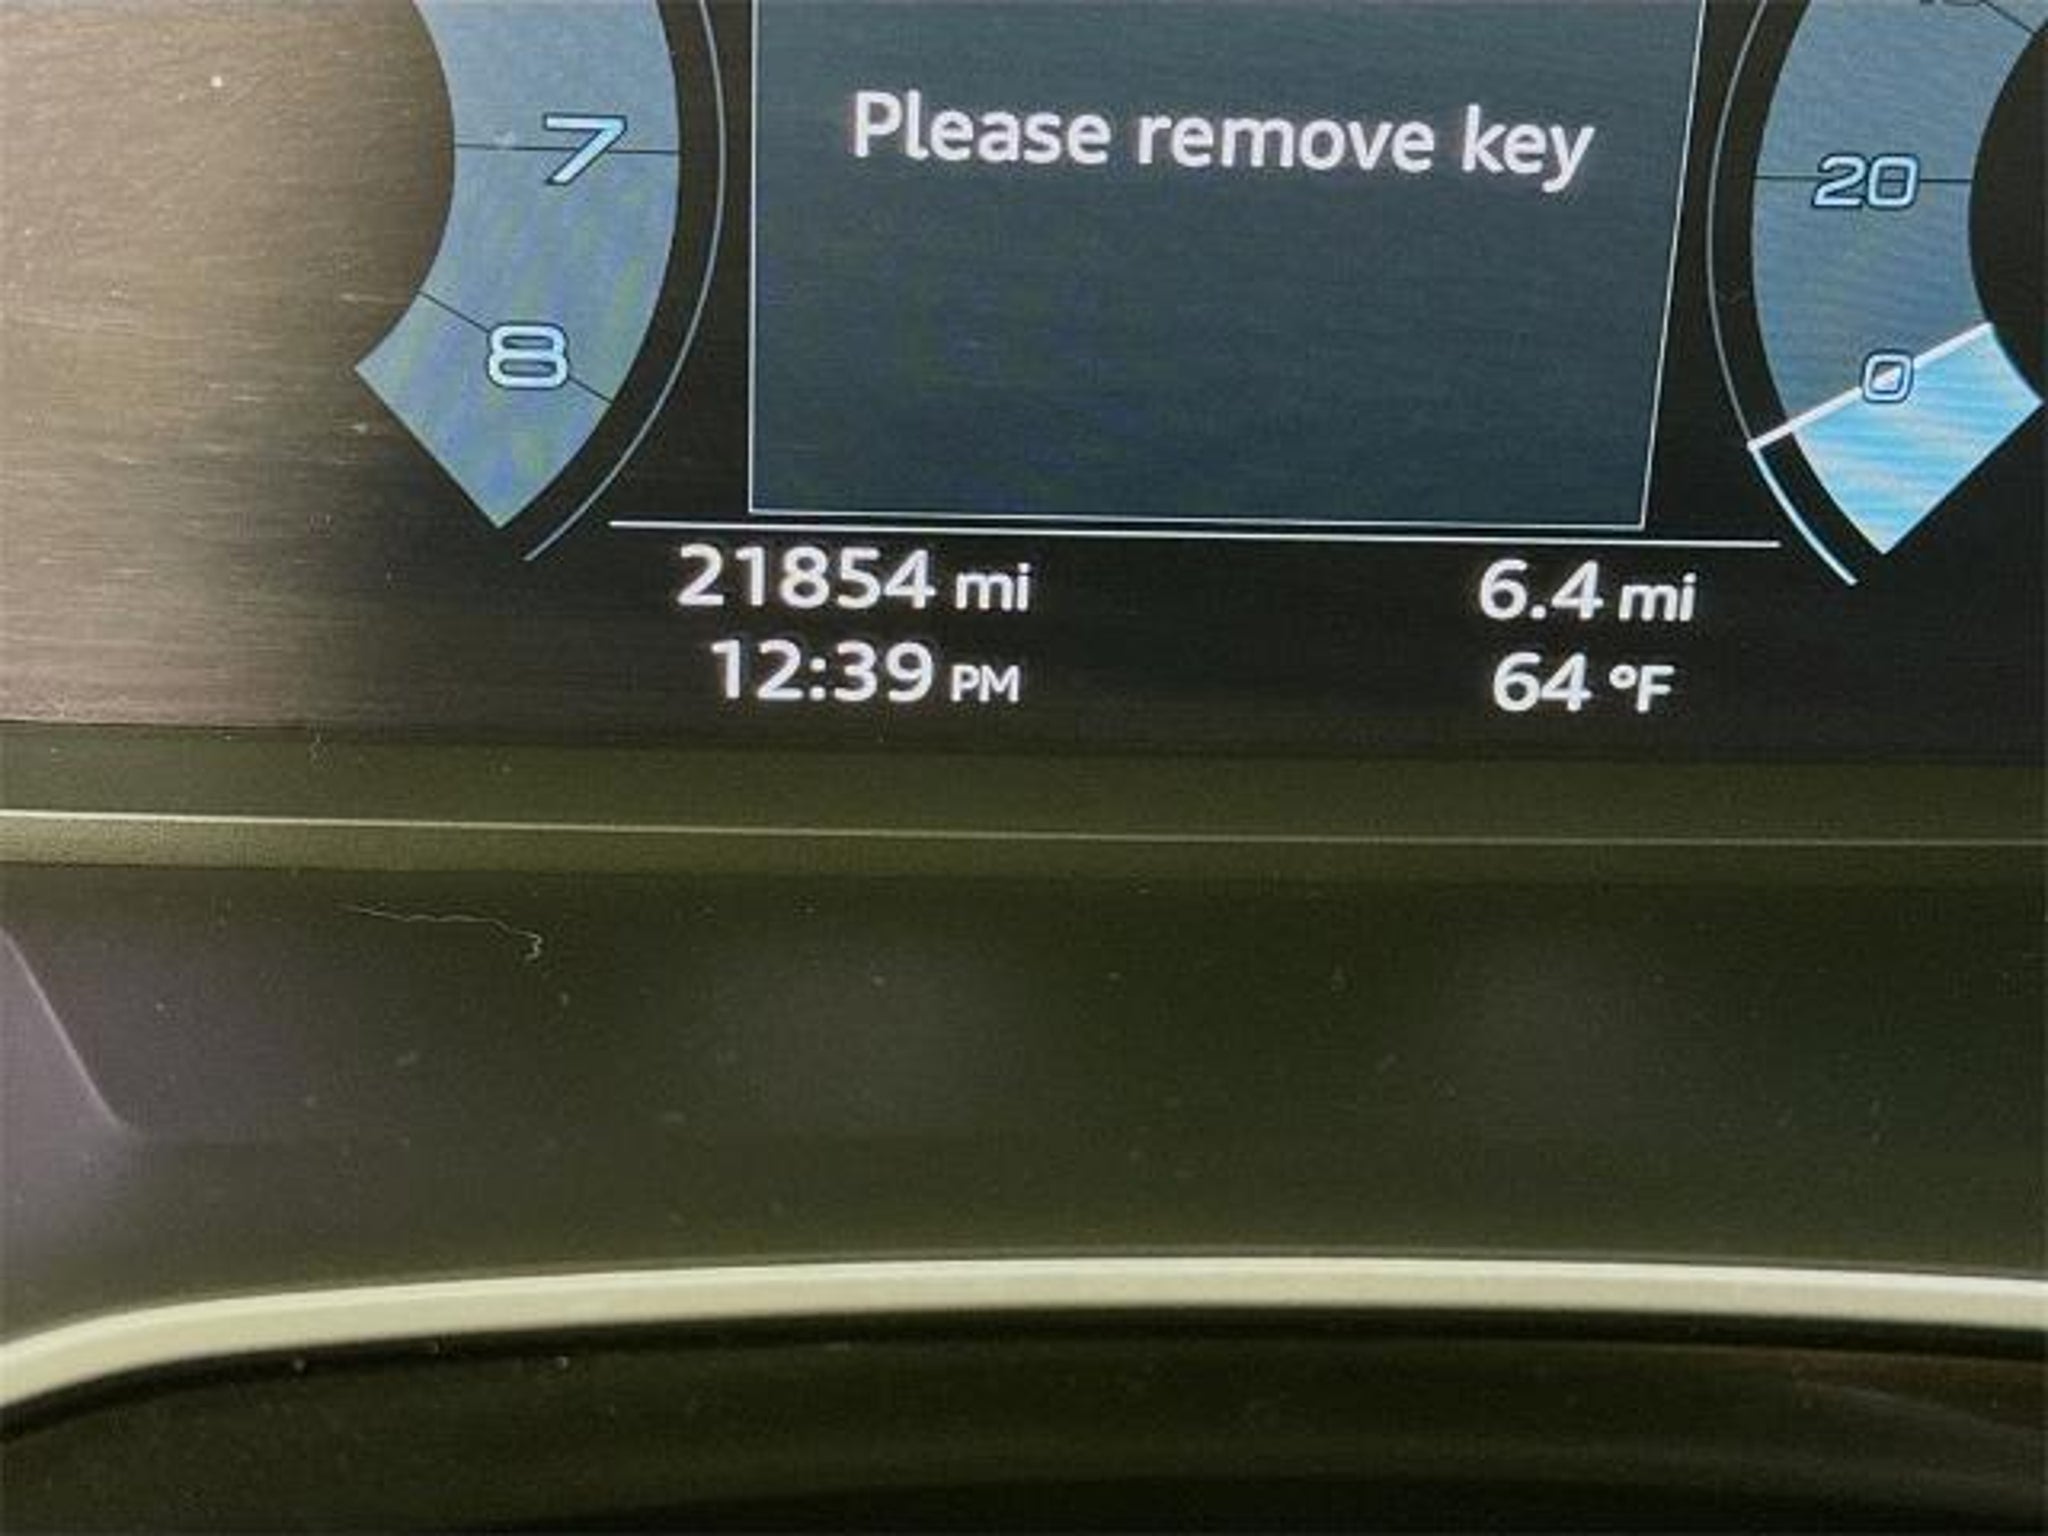 Please remove key
7
8
20
0
21854 mi
6.4 mi
12:39 PM
64 °F